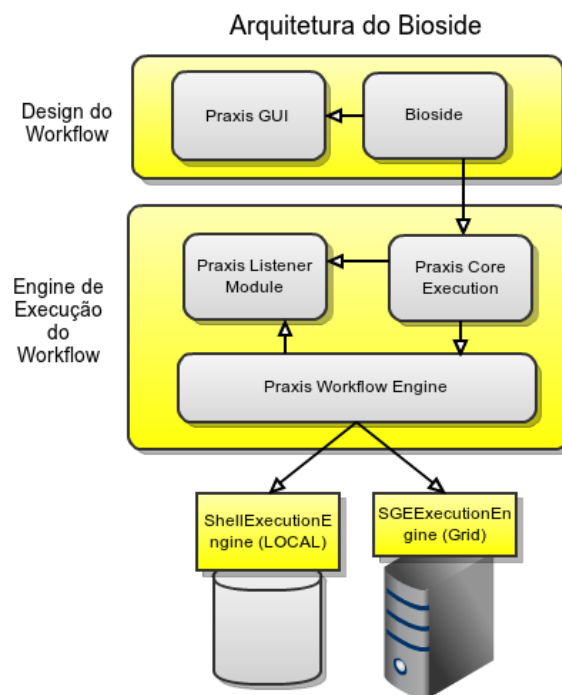 Arquitetura do Bioside
Design do
Workflow
Praxis GUI
Bioside
Engine de
Execução
do
Workflow
Praxis Listener
Module
Praxis Core
Execution
Praxis Workflow Engine
ShellExecutionE
ngine (LOCAL)
SGEExecutionEn
gine (Grid)